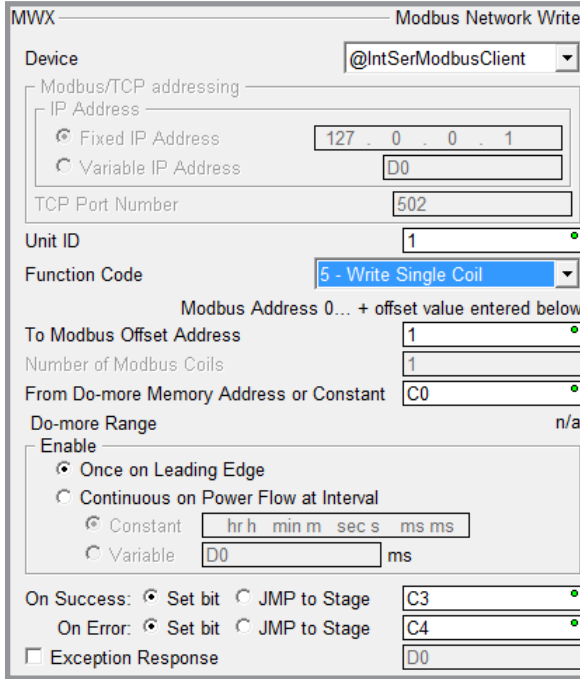 MWX Modbus Network Write
Device @IntSerModbusClient
Modbus/TCP addressing
IP Address
Fixed IP Address 127 . 0 . 0 . 1
Variable IP Address D0
TCP Port Number 502
Unit ID 1
Function Code 5 - Write Single Coil
Modbus Address 0... + offset value entered below
To Modbus Offset Address 1
Number of Modbus Coils 1
From Do-more Memory Address or Constant C0
Do-more Range n/a
Enable
Once on Leading Edge
Continuous on Power Flow at Interval
Constant hr h min m sec s ms ms
Variable D0 ms
On Success: Set bit JMP to Stage C3
On Error: Set bit JMP to Stage C4
Exception Response D0